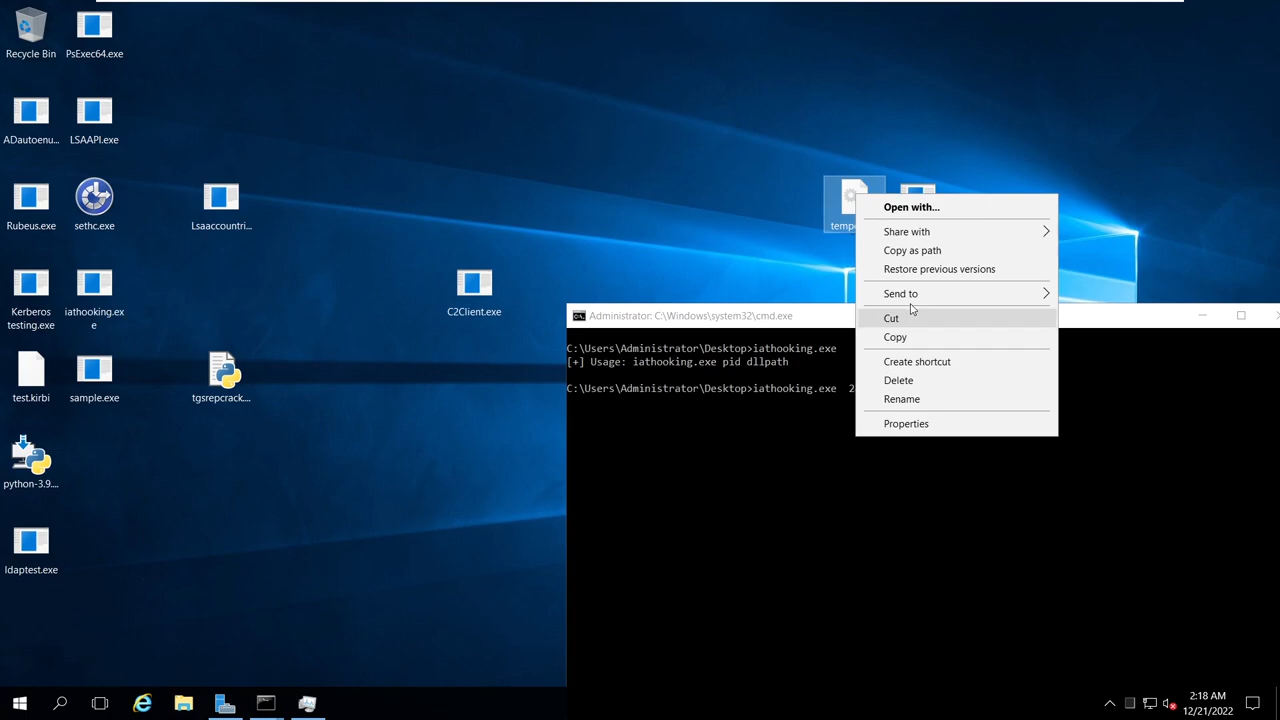 Recycle Bin
PsExec64.exe
ADautoenu...
LSAAPI.exe
Rubeus.exe
sethc.exe
Lsaaccountri...
Kerberos
testing.exe
iathooking.ex
e
C2Client.exe
test.kirbi
sample.exe
tgsrepcrack....
python-3.9....
ldaptest.exe
Open with...
Share with
Copy as path
Restore previous versions
Send to
Cut
Copy
Create shortcut
Delete
Rename
Properties
Administrator: C:\Windows\system32\cmd.exe
C:\Users\Administrator\Desktop>iathooking.exe
[+] Usage: iathooking.exe pid dllpath
C:\Users\Administrator\Desktop>iathooking.exe
2:18 AM
12/21/2022